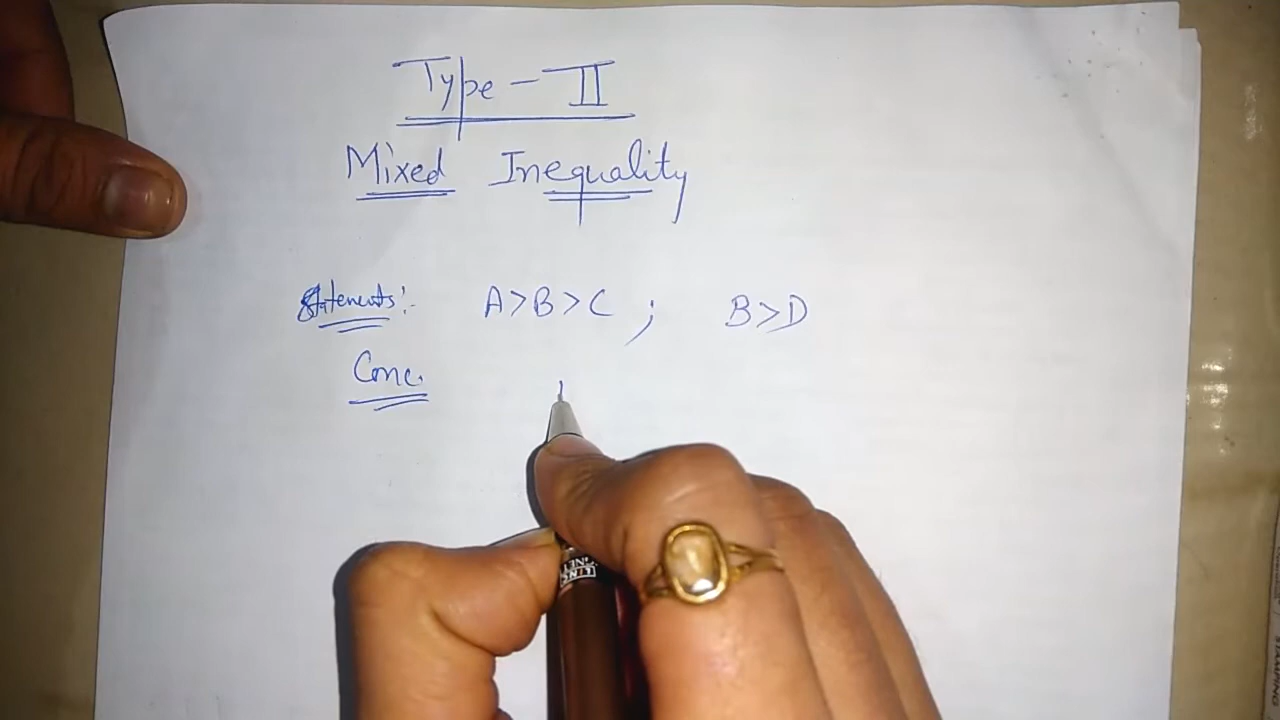 Type - II
Mixed Inequality
Statements:- A>B>C ; B>D
Conc.